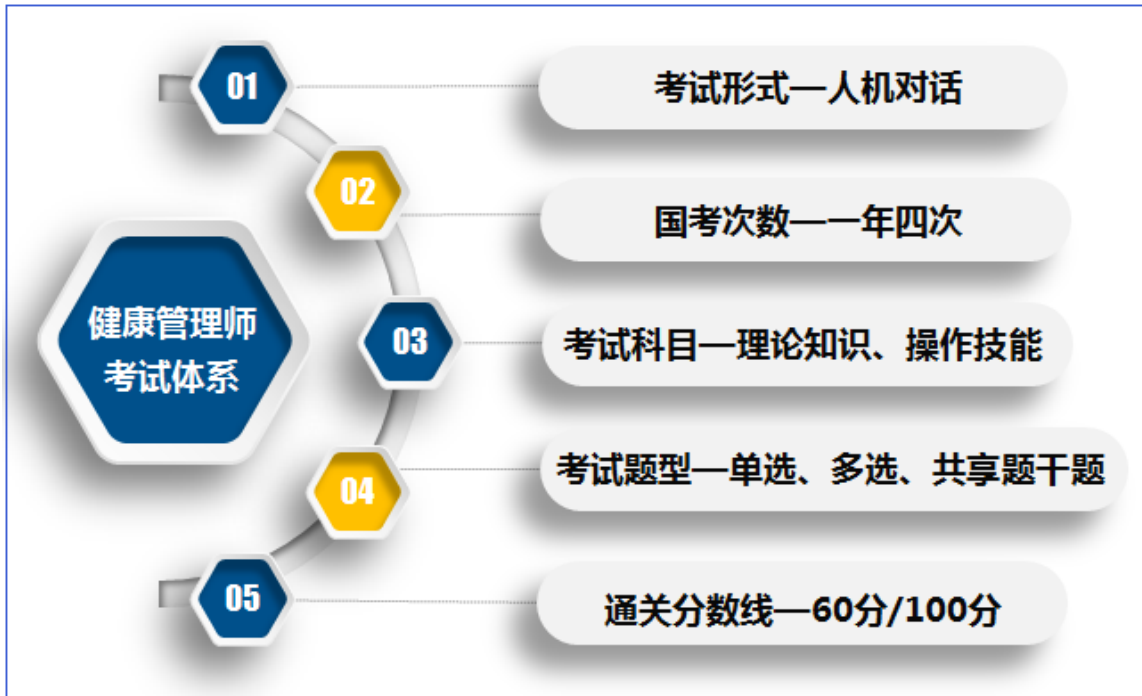 健康管理师
考试体系
01
考试形式—人机对话
02
国考次数—一年四次
03
考试科目—理论知识、操作技能
04
考试题型—单选、多选、共享题干题
05
通关分数线—60分/100分